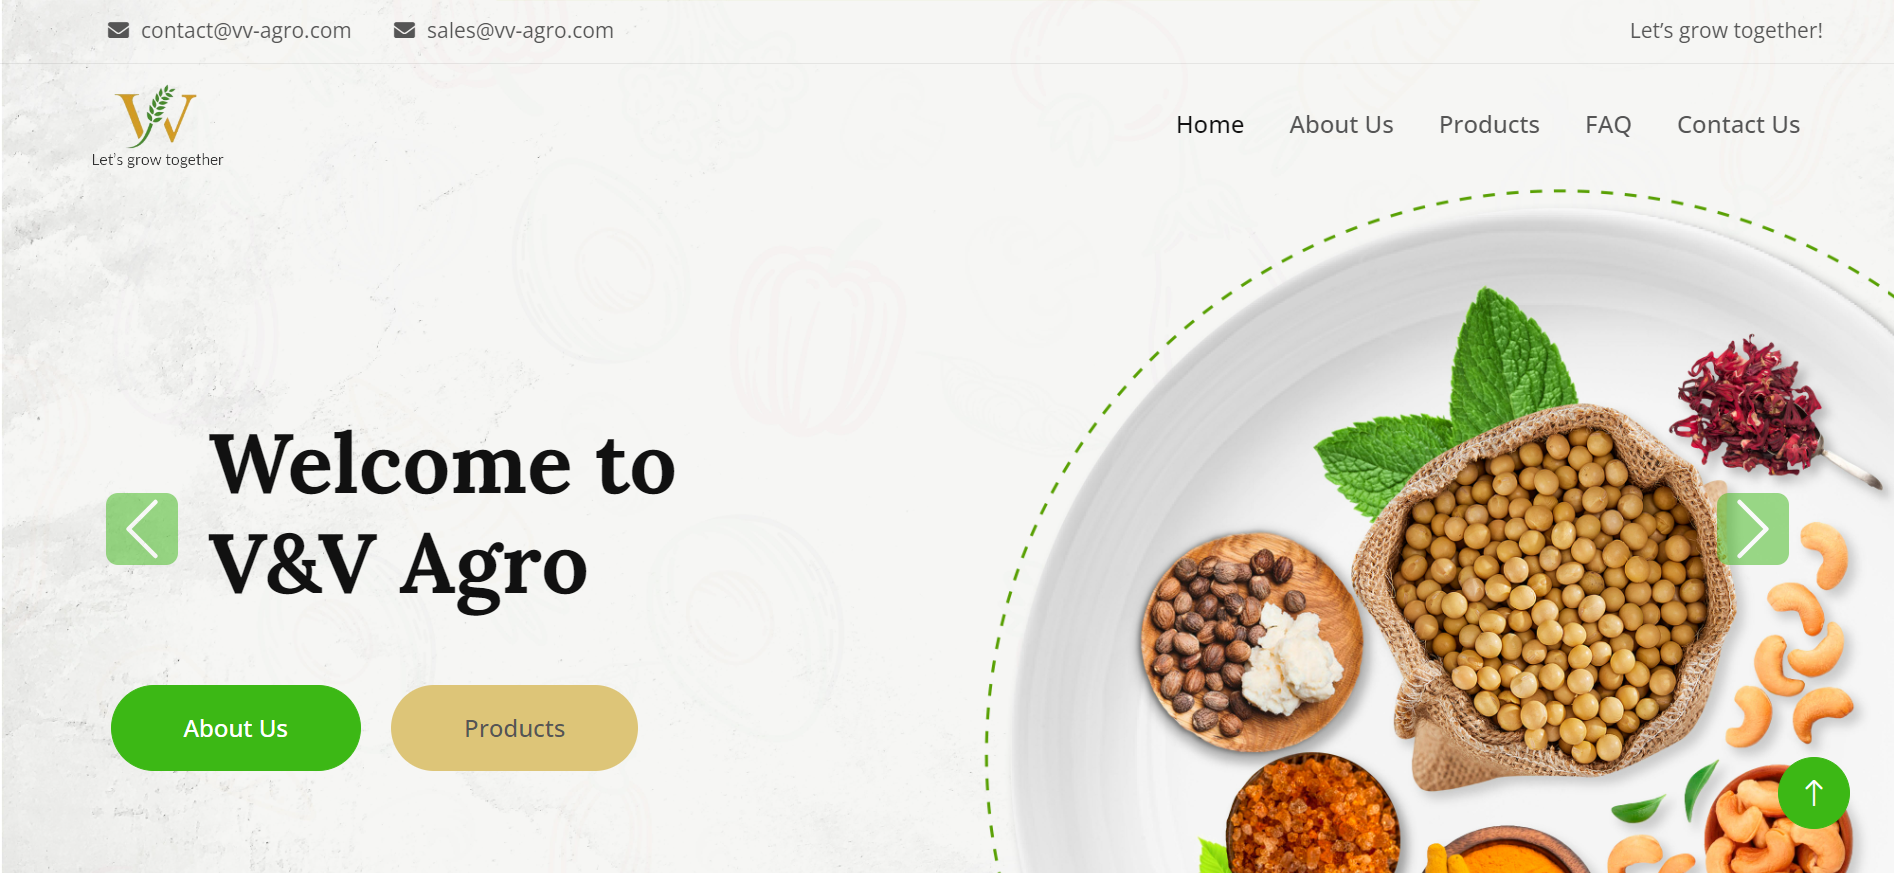 contact@vv-agro.com
sales@vv-agro.com
Let’s grow together!
VV
Let's grow together
Home
About Us
Products
FAQ
Contact Us
Welcome to
V&V Agro
About Us
Products